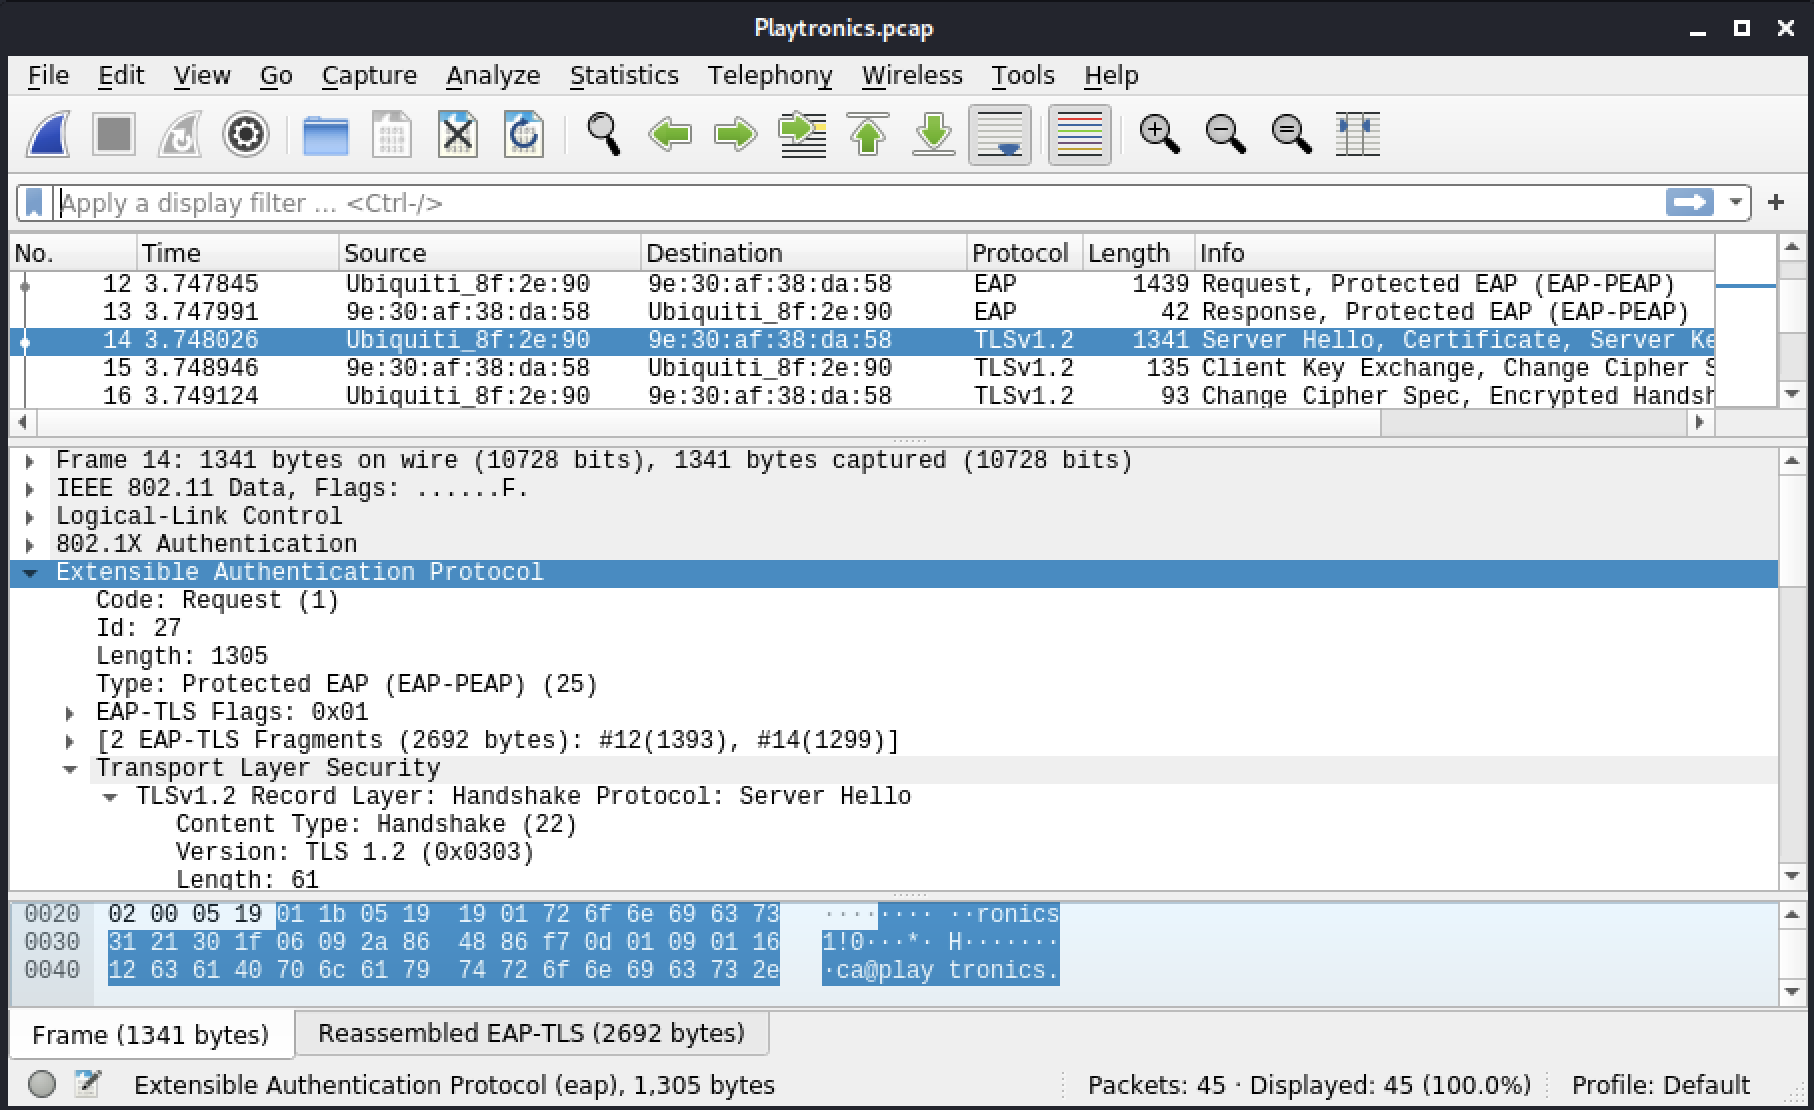 Playtronics.pcap
File Edit View Go Capture Analyze Statistics Telephony Wireless Tools Help
Apply a display filter ... <Ctrl-/>
No. Time Source Destination Protocol Length Info
12 3.747845 Ubiquiti_8f:2e:90 9e:30:af:38:da:58 EAP 1439 Request, Protected EAP (EAP-PEAP)
13 3.747991 9e:30:af:38:da:58 Ubiquiti_8f:2e:90 EAP 42 Response, Protected EAP (EAP-PEAP)
14 3.748026 Ubiquiti_8f:2e:90 9e:30:af:38:da:58 TLSv1.2 1341 Server Hello, Certificate, Server Ke
15 3.748946 9e:30:af:38:da:58 Ubiquiti_8f:2e:90 TLSv1.2 135 Client Key Exchange, Change Cipher S
16 3.749124 Ubiquiti_8f:2e:90 9e:30:af:38:da:58 TLSv1.2 93 Change Cipher Spec, Encrypted Handsh
Frame 14: 1341 bytes on wire (10728 bits), 1341 bytes captured (10728 bits)
IEEE 802.11 Data, Flags: ......F.
Logical-Link Control
802.1X Authentication
Extensible Authentication Protocol
Code: Request (1)
Id: 27
Length: 1305
Type: Protected EAP (EAP-PEAP) (25)
EAP-TLS Flags: 0x01
[2 EAP-TLS Fragments (2692 bytes): #12(1393), #14(1299)]
Transport Layer Security
TLSv1.2 Record Layer: Handshake Protocol: Server Hello
Content Type: Handshake (22)
Version: TLS 1.2 (0x0303)
Length: 61
0020 02 00 05 19 01 1b 05 19 19 01 72 6f 6e 69 63 73 ········ ··ronics
0030 31 21 30 1f 06 09 2a 86 48 86 f7 0d 01 09 01 16 1!0···*· H·······
0040 12 63 61 40 70 6c 61 79 74 72 6f 6e 69 63 73 2e ·ca@play tronics.
Frame (1341 bytes) Reassembled EAP-TLS (2692 bytes)
Extensible Authentication Protocol (eap), 1,305 bytes Packets: 45 · Displayed: 45 (100.0%) Profile: Default